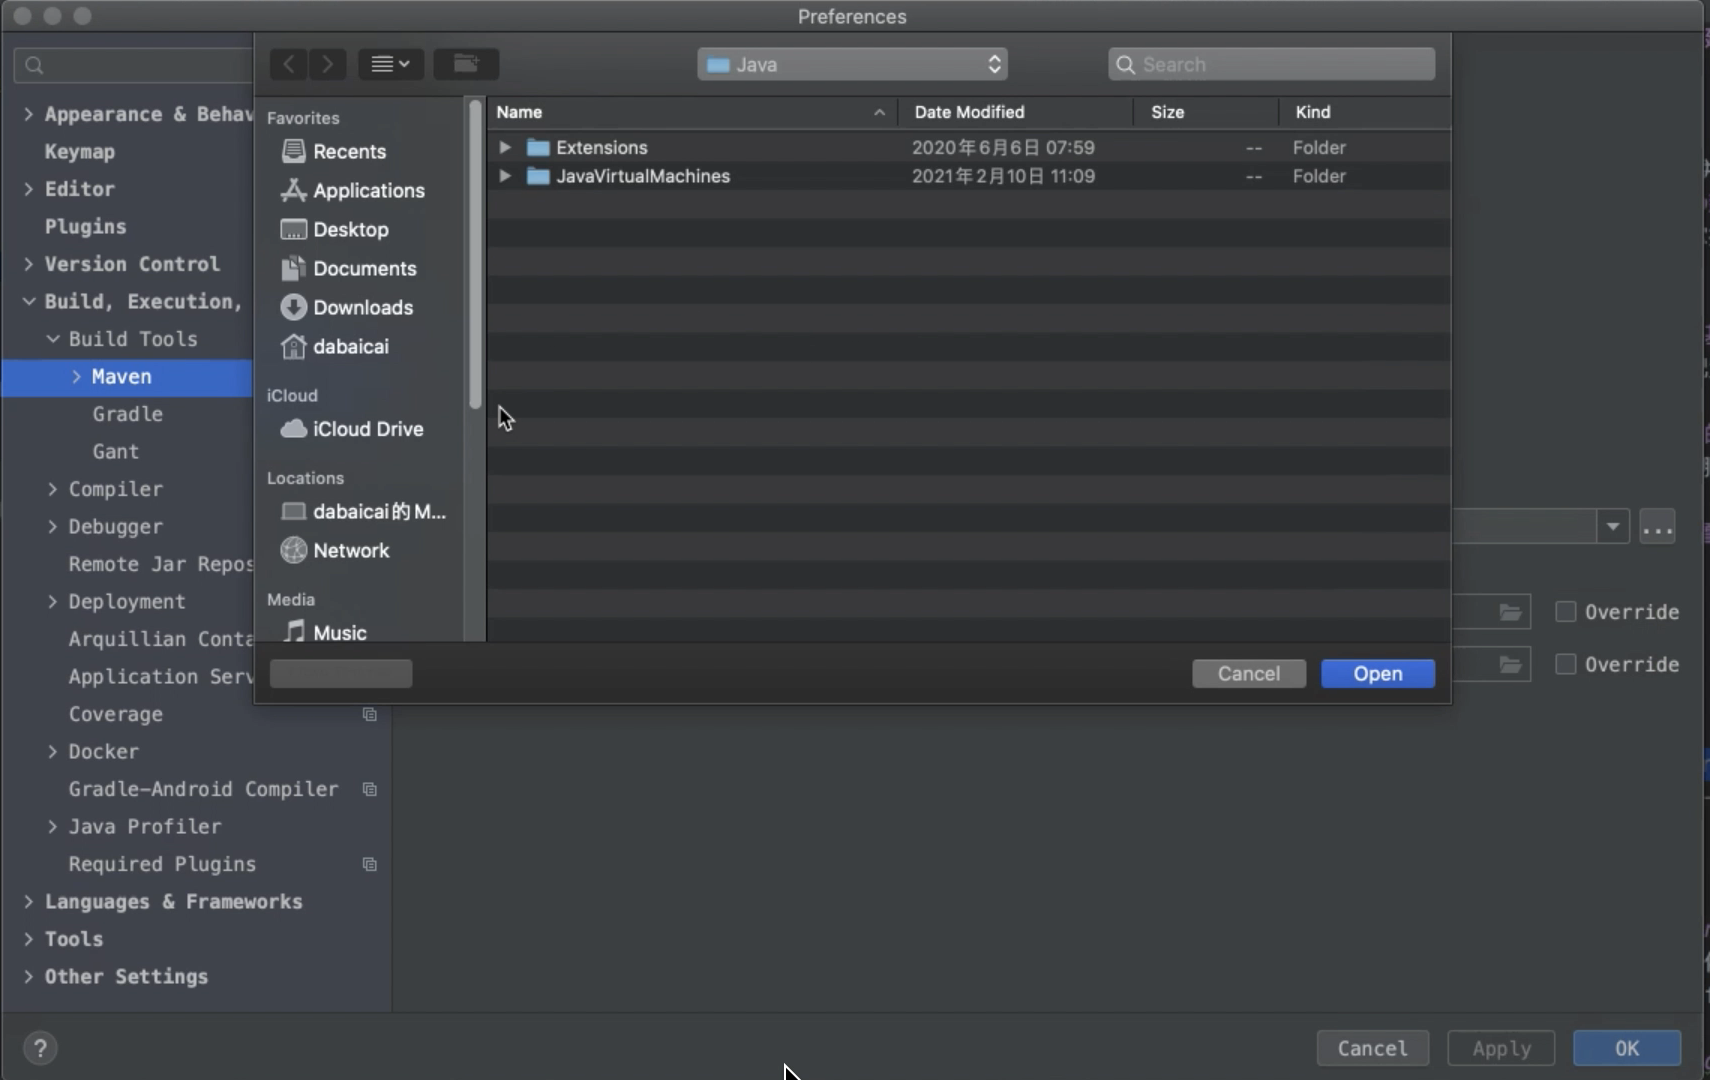 Preferences
Java
Search
Appearance & Behav
Keymap
Editor
Plugins
Version Control
Build, Execution,
Build Tools
Maven
Gradle
Gant
Compiler
Debugger
Remote Jar Repos
Deployment
Arquillian Conta
Application Serv
Coverage
Docker
Gradle-Android Compiler
Java Profiler
Required Plugins
Languages & Frameworks
Tools
Other Settings
Favorites
Recents
Applications
Desktop
Documents
Downloads
dabaicai
iCloud
iCloud Drive
Locations
dabaicai的 M...
Network
Media
Music
Name Date Modified Size Kind
Extensions 2020年6月6日 07:59 -- Folder
JavaVirtualMachines 2021年2月10日 11:09 -- Folder
Cancel Open
...
Override
Override
? Cancel Apply OK